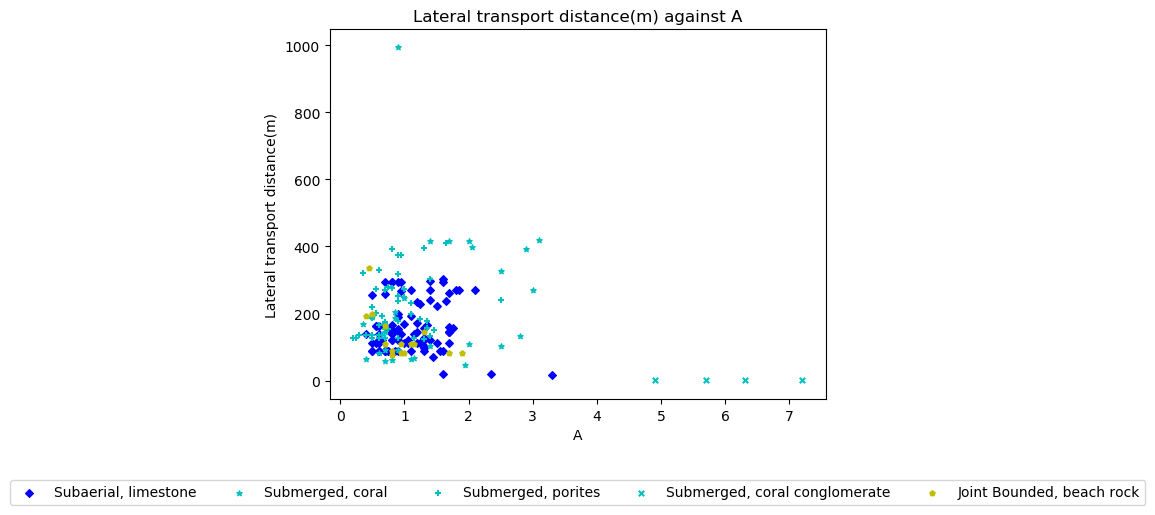 Lateral transport distance(m) against A
Lateral transport distance(m)
1000
800
600
400
200
0
0 1 2 3 4 5 6 7
A
Subaerial, limestone Submerged, coral Submerged, porites Submerged, coral conglomerate Joint Bounded, beach rock